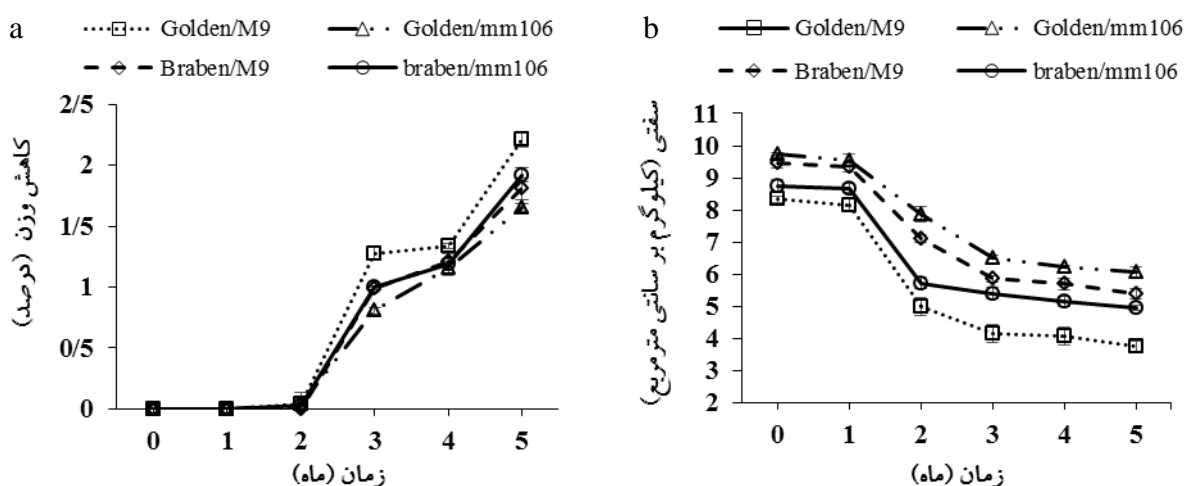 a
Golden/M9
Golden/mm106
Braben/M9
braben/mm106
کاهش وزن (درصد)
2/5
2
1/5
1
0/5
0
0 1 2 3 4 5
زمان (ماه)
b
Golden/M9
Golden/mm106
Braben/M9
braben/mm106
سفتی (کیلوگرم بر سانتی مترمربع)
11
10
9
8
7
6
5
4
3
2
0 1 2 3 4 5
زمان (ماه)